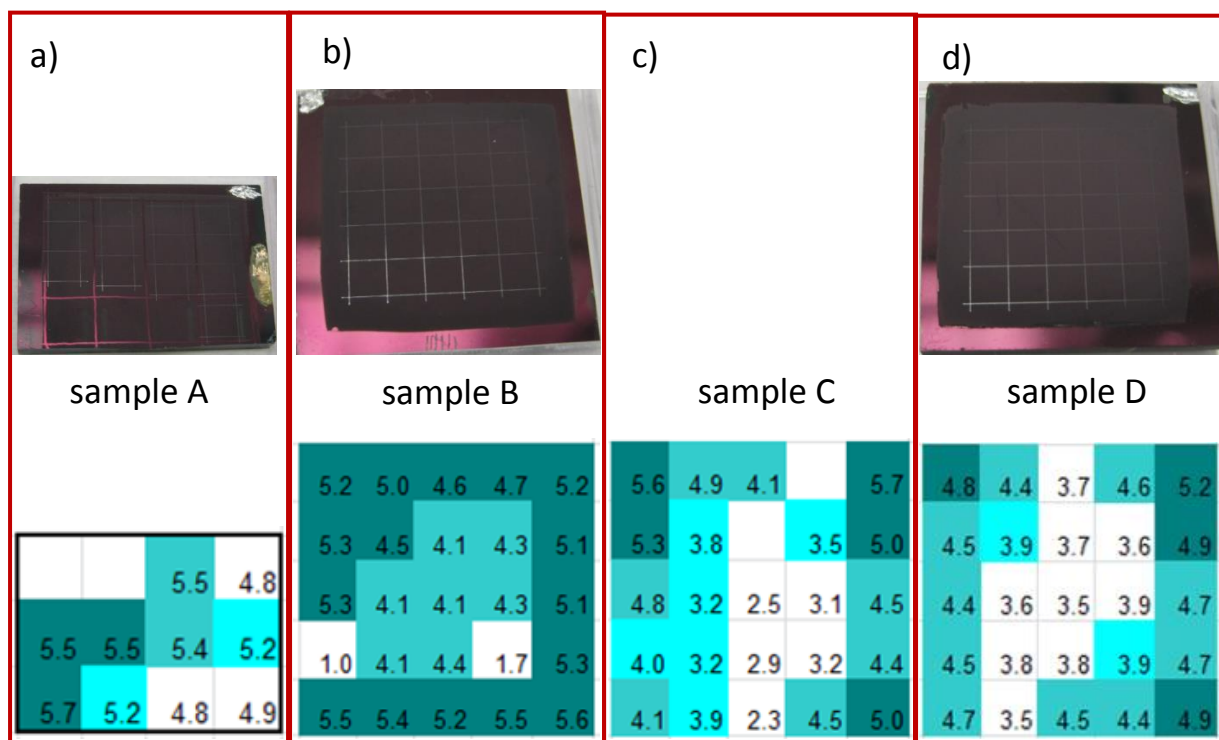 a)
b)
c)
d)
sample A
sample B
sample C
sample D
5.5 4.8
5.5 5.5 5.4 5.2
5.7 5.2 4.8 4.9
5.2 5.0 4.6 4.7 5.2
5.3 4.5 4.1 4.3 5.1
5.3 4.1 4.1 4.3 5.1
1.0 4.1 4.4 1.7 5.3
5.5 5.4 5.2 5.5 5.6
5.6 4.9 4.1 5.7
5.3 3.8 3.5 5.0
4.8 3.2 2.5 3.1 4.5
4.0 3.2 2.9 3.2 4.4
4.1 3.9 2.3 4.5 5.0
4.8 4.4 3.7 4.6 5.2
4.5 3.9 3.7 3.6 4.9
4.4 3.6 3.5 3.9 4.7
4.5 3.8 3.8 3.9 4.7
4.7 3.5 4.5 4.4 4.9